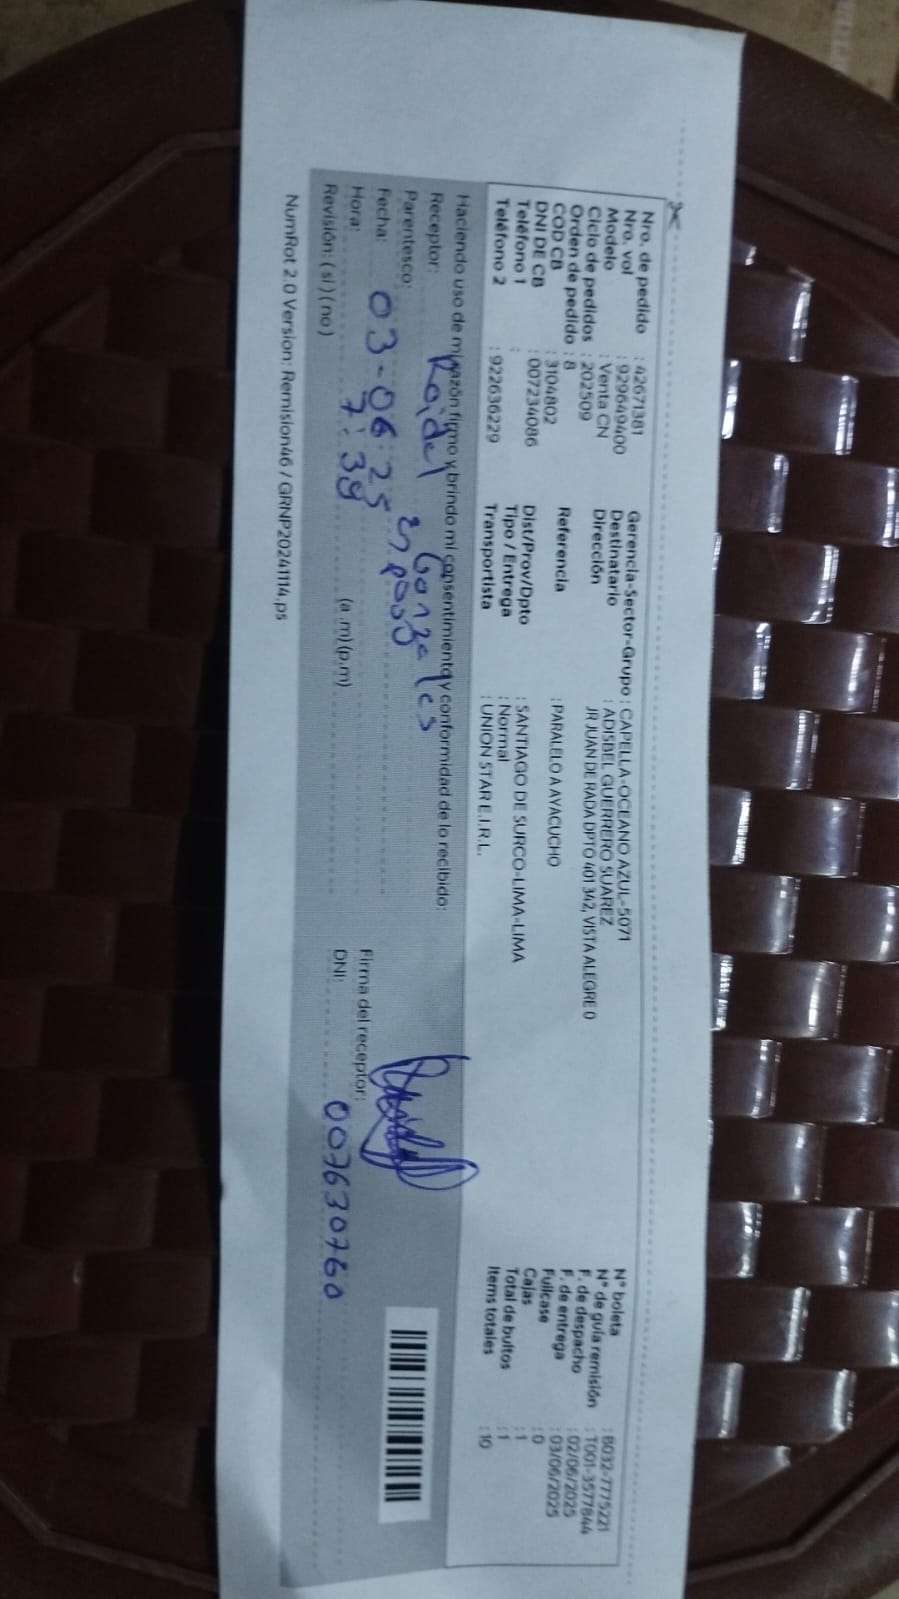 Nro. de pedido : 42671381
Nro. vol : 929649400
Modelo : Venta CN
Ciclo de pedidos : 202509
Orden de pedido : 8
COD CB : 3104802
DNI DE CB : 007234086
Teléfono 1 :
Teléfono 2 : 922636229
Gerencia-Sector-Grupo : CAPELLA-OCEANO AZUL-5071
Destinatario : ADISBEL GUERRERO SUAREZ
Dirección JR JUAN DE RADA DPTO 401 342, VISTA ALEGRE 0
Referencia : PARALELO A AYACUCHO
Dist/Prov/Dpto : SANTIAGO DE SURCO-LIMA-LIMA
Tipo / Entrega : Normal
Transportista : UNION STAR E.I.R.L.
N° boleta : B032-7775221
N° de guía remisión : T001-3577844
F. de despacho : 02/06/2025
F. de entrega : 03/06/2025
Fullcase : 0
Cajas : 1
Total de bultos : 1
Items totales : 10
Haciendo uso de mi razón firmo y brindo mi consentimiento y conformidad de lo recibido:
Receptor: Roidel Gonzales
Parentesco: esposo
Fecha: 03-06-25
Hora: 7:38 (a.m) (p.m)
Revisión: ( si ) ( no )
Firma del receptor:
DNI: 007630760
NumRot 2.0 Version: Remision46 / GRNP20241114.ps